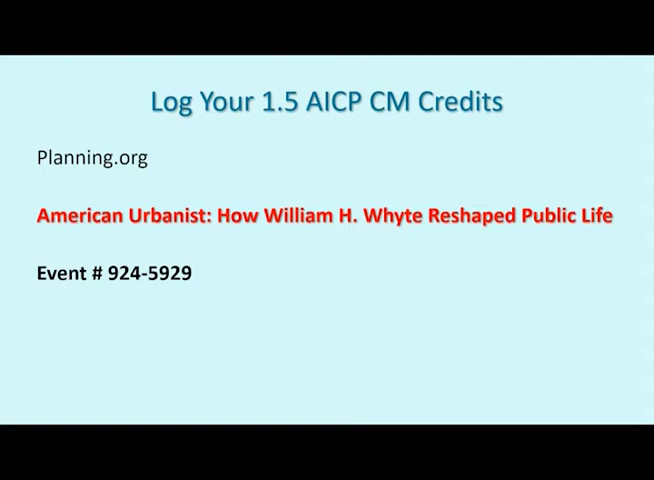 Log Your 1.5 AICP CM Credits
Planning.org
American Urbanist: How William H. Whyte Reshaped Public Life
Event # 924-5929